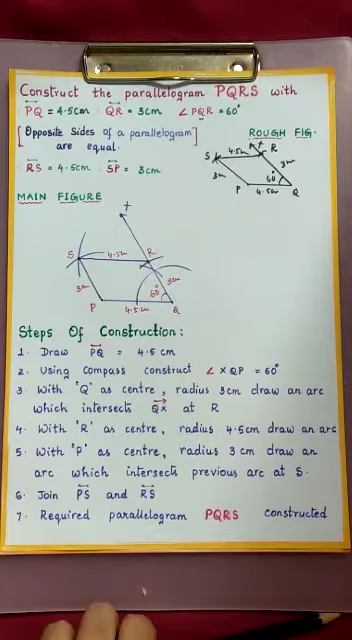 Construct the parallelogram PQRS with
PQ = 4.5cm QR = 3cm ∠PQR = 60°
[Opposite Sides of a parallelogram] are equal.
ROUGH FIG.
RS = 4.5cm SP = 3cm
S 4.5cm R
3cm 60° 3cm
P 4.5cm Q
MAIN FIGURE
S 4.5cm R
3cm 60° 3cm
P 4.5cm Q
Steps Of Construction:
1. Draw PQ = 4.5 cm
2. Using compass construct ∠XQP = 60°
3. With 'Q' as centre, radius 3cm draw an arc
which intersects QX at R
4. With 'R' as centre, radius 4.5cm draw an arc
5. With 'P' as centre, radius 3cm draw an
arc which intersects previous arc at S.
6. Join PS and RS
7. Required parallelogram PQRS constructed